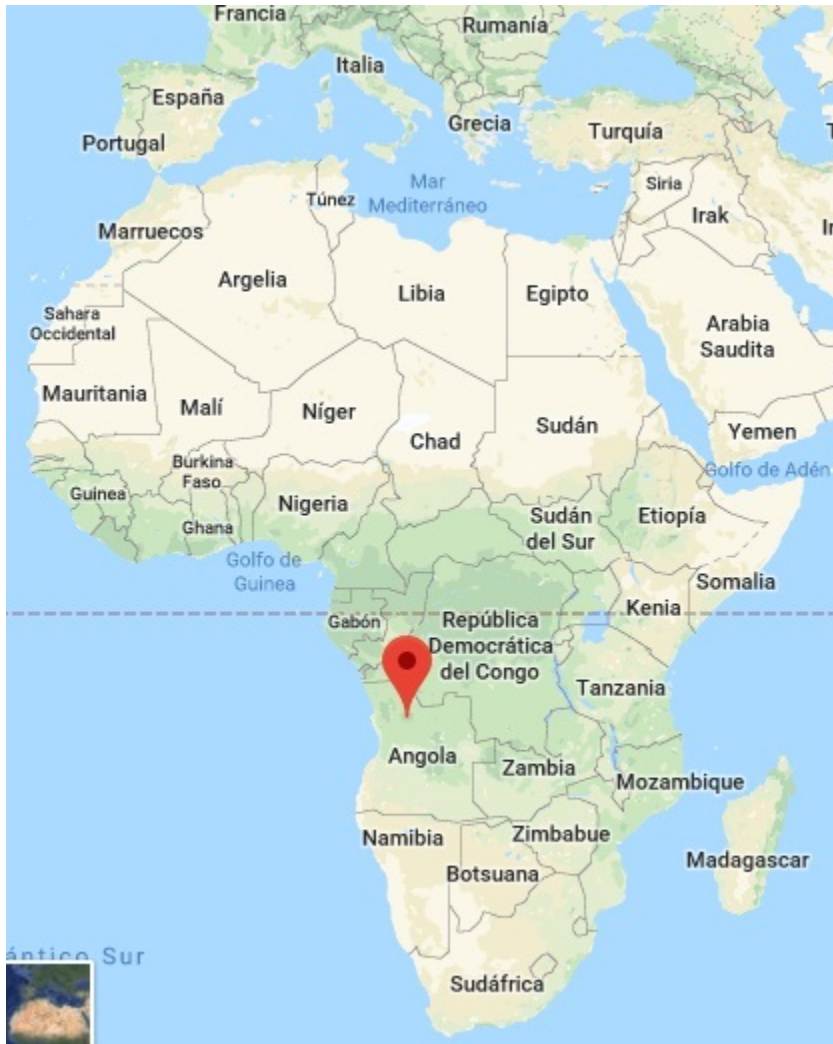 Francia
Rumanía
Italia
España
Grecia
Turquía
Portugal
Mar
Mediterráneo
Siria
Túnez
Irak
Marruecos
Argelia
Libia
Egipto
Sahara
Occidental
Arabia
Saudita
Mauritania
Malí
Níger
Chad
Sudán
Yemen
Golfo de Adén
Burkina
Faso
Guinea
Nigeria
Ghana
Sudán
del Sur
Etiopía
Golfo de
Guinea
Somalia
Kenia
Gabón
República
Democrática
del Congo
Tanzania
Angola
Zambia
Mozambique
Namibia
Zimbabue
Botsuana
Madagascar
ántico Sur
Sudáfrica